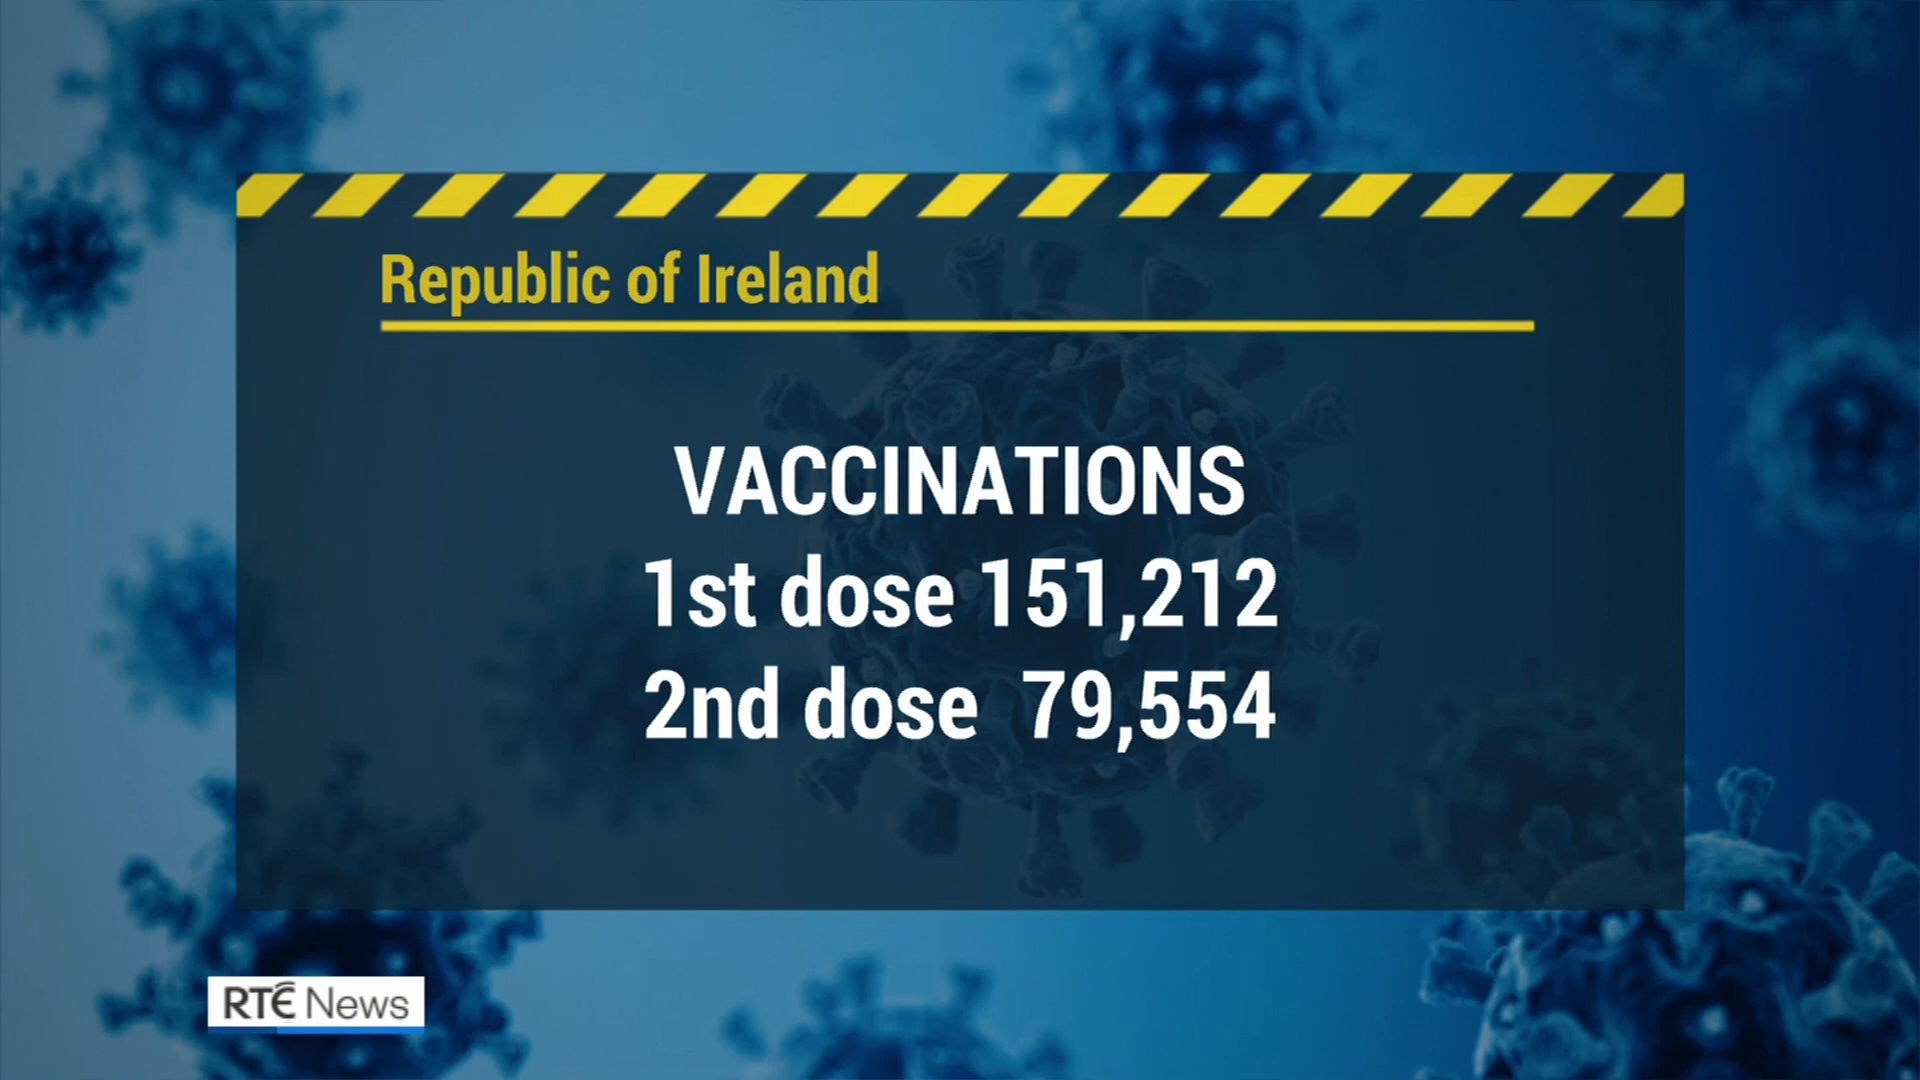 Republic of Ireland
VACCINATIONS
1st dose 151,212
2nd dose 79,554
RTÉ News